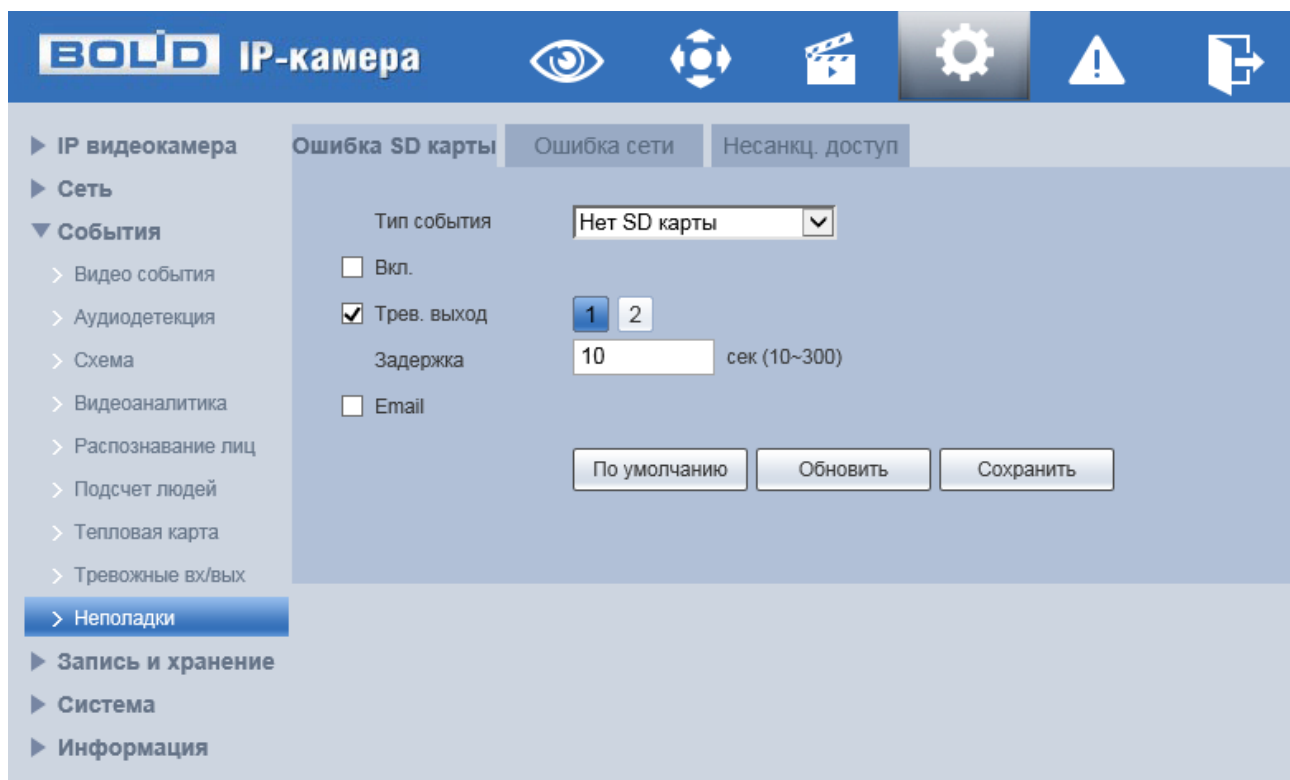 BOLID IP-камера
IP видеокамера
Сеть
События
Видео события
Аудиодетекция
Схема
Видеоаналитика
Распознавание лиц
Подсчет людей
Тепловая карта
Тревожные вх/вых
Неполадки
Запись и хранение
Система
Информация
Ошибка SD карты Ошибка сети Несанкц. доступ
Тип события Нет SD карты
Вкл.
Трев. выход 1 2
Задержка 10 сек (10~300)
Email
По умолчанию Обновить Сохранить